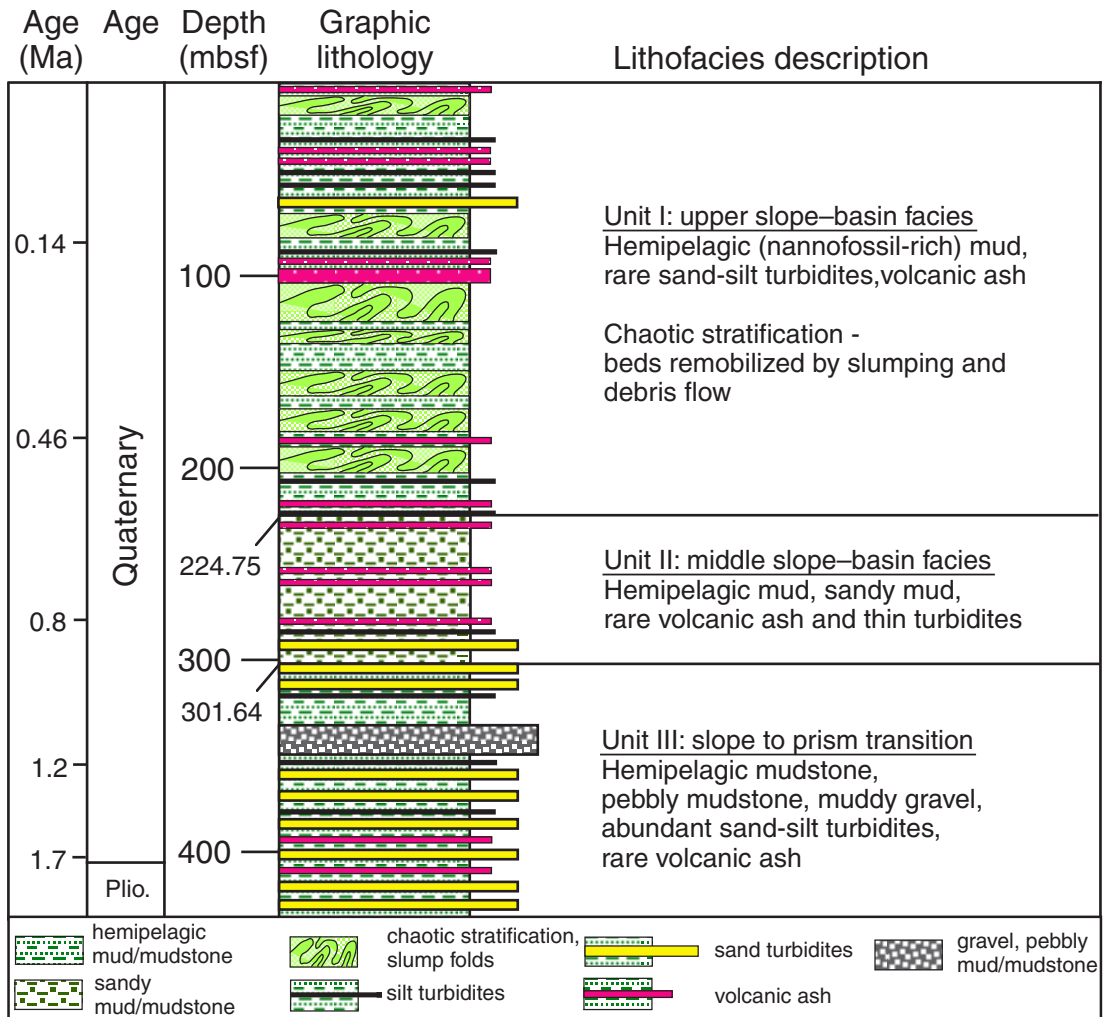 Age
(Ma)
Age
Depth
(mbsf)
Graphic
lithology
Lithofacies description
0.14
0.46
0.8
1.2
1.7
Quaternary
Plio.
100
200
224.75
300
301.64
400
Unit I: upper slope–basin facies
Hemipelagic (nannofossil-rich) mud,
rare sand-silt turbidites,volcanic ash
Chaotic stratification -
beds remobilized by slumping and
debris flow
Unit II: middle slope–basin facies
Hemipelagic mud, sandy mud,
rare volcanic ash and thin turbidites
Unit III: slope to prism transition
Hemipelagic mudstone,
pebbly mudstone, muddy gravel,
abundant sand-silt turbidites,
rare volcanic ash
hemipelagic
mud/mudstone
sandy
mud/mudstone
chaotic stratification,
slump folds
silt turbidites
sand turbidites
volcanic ash
gravel, pebbly
mud/mudstone